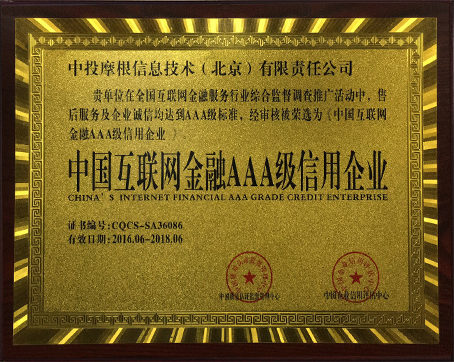 中投摩根信息技术（北京）有限责任公司
贵单位在全国互联网金融服务行业综合监督调查推广活动中，售
后服务及企业诚信均达到AAA级标准，经审核被荣选为《中国互联网
金融AAA级信用企业 》。
中国互联网金融AAA级信用企业
CHINA'S INTERNET FINANCIAL AAA GRADE CREDIT ENTERPRISE
证书编号:CQCS-SA36086
有效日期:2016.06-2018.06